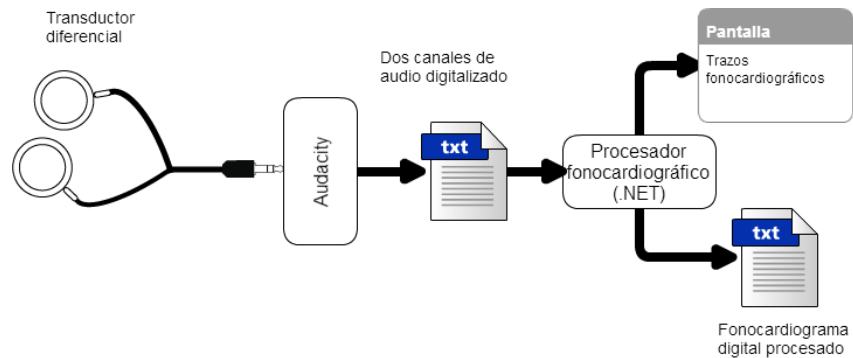 Transductor
diferencial
Audacity
Dos canales de
audio digitalizado
txt
Procesador
fonocardiográfico
(.NET)
Pantalla
Trazos
fonocardiográficos
txt
Fonocardiograma
digital procesado